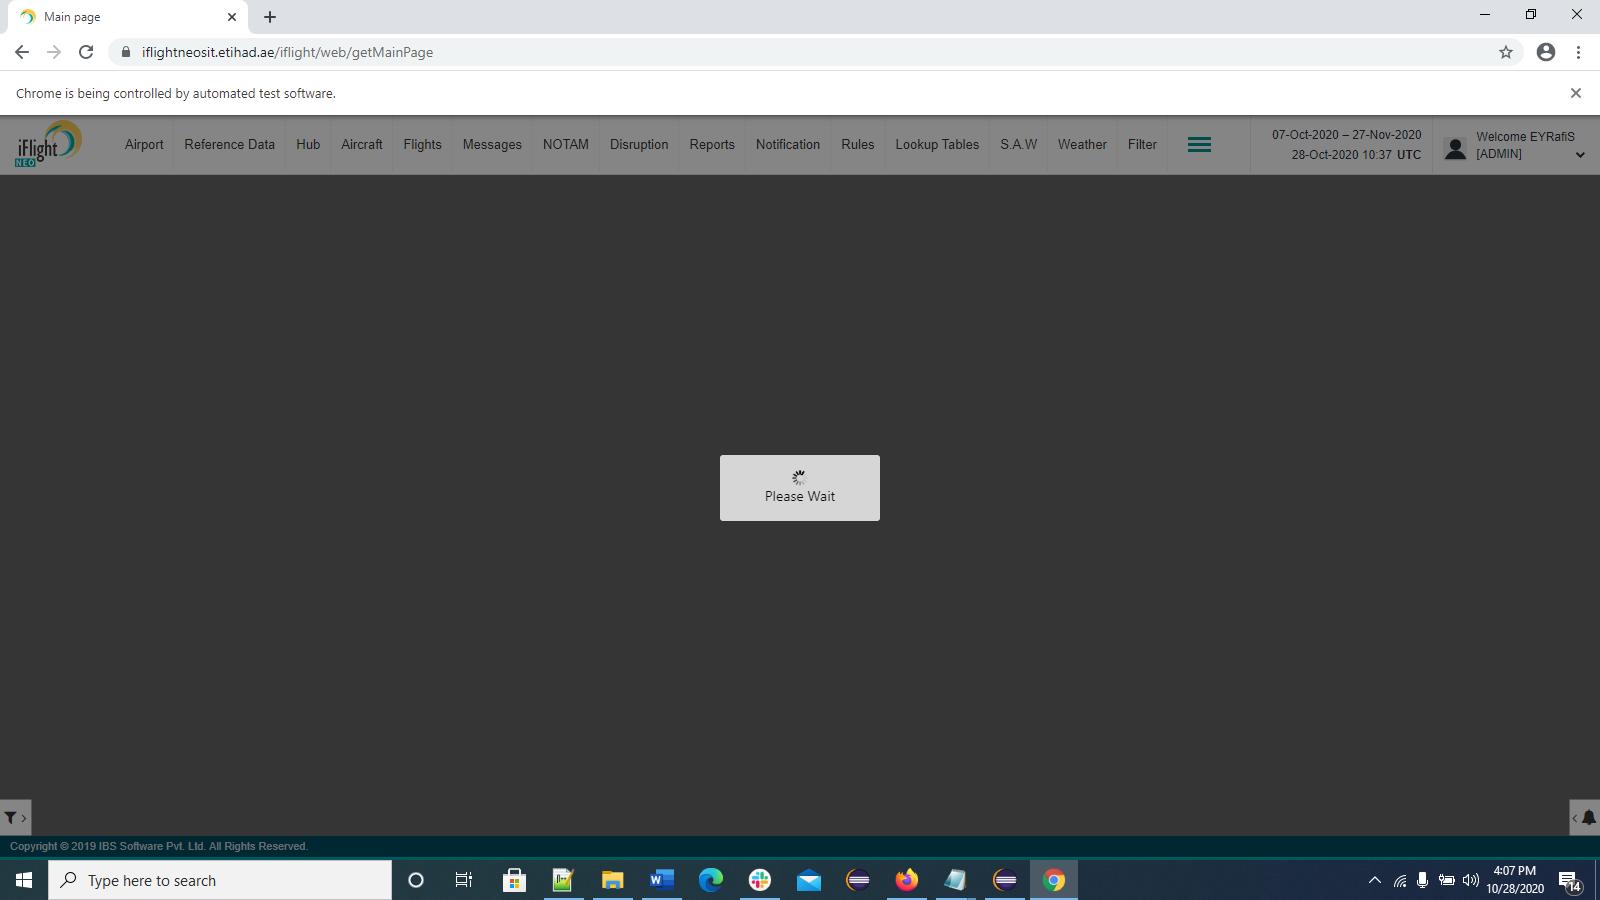 Main page
iflightneosit.etihad.ae/iflight/web/getMainPage
Chrome is being controlled by automated test software.
iFlight
NEO
Airport Reference Data Hub Aircraft Flights Messages NOTAM Disruption Reports Notification Rules Lookup Tables S.A.W Weather Filter
07-Oct-2020 – 27-Nov-2020
28-Oct-2020 10:37 UTC
Welcome EYRafiS
[ADMIN]
Please Wait
Copyright © 2019 IBS Software Pvt. Ltd. All Rights Reserved.
Type here to search
4:07 PM
10/28/2020
14